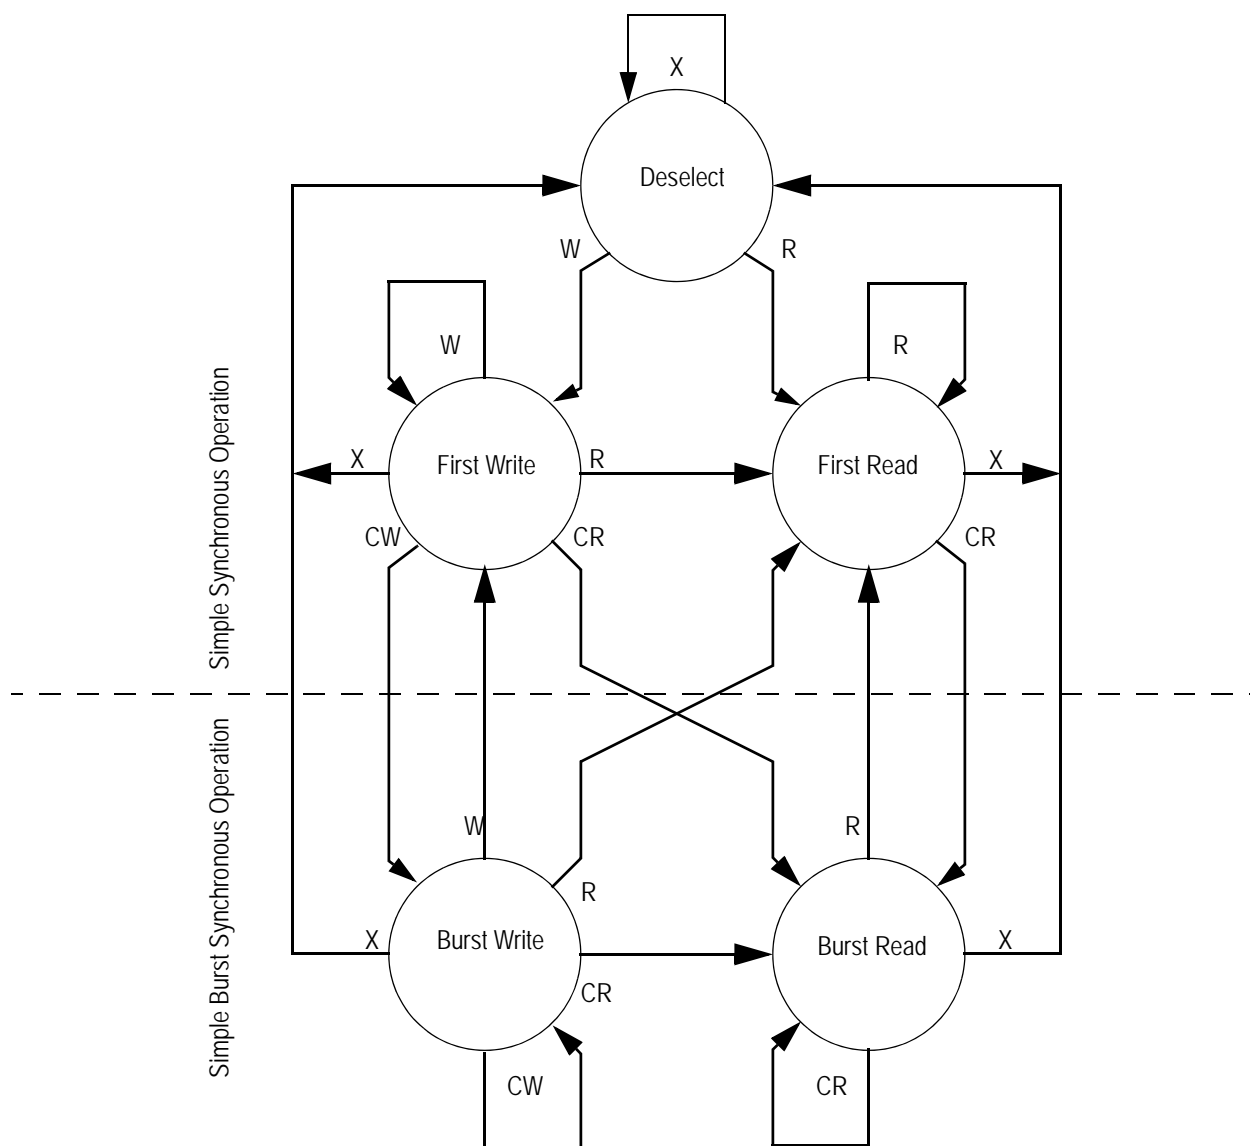 X
Deselect
W
R
W
R
Simple Synchronous Operation
X
First Write
R
First Read
X
CW
CR
CR
Simple Burst Synchronous Operation
W
R
R
X
Burst Write
Burst Read
X
CR
CW
CR